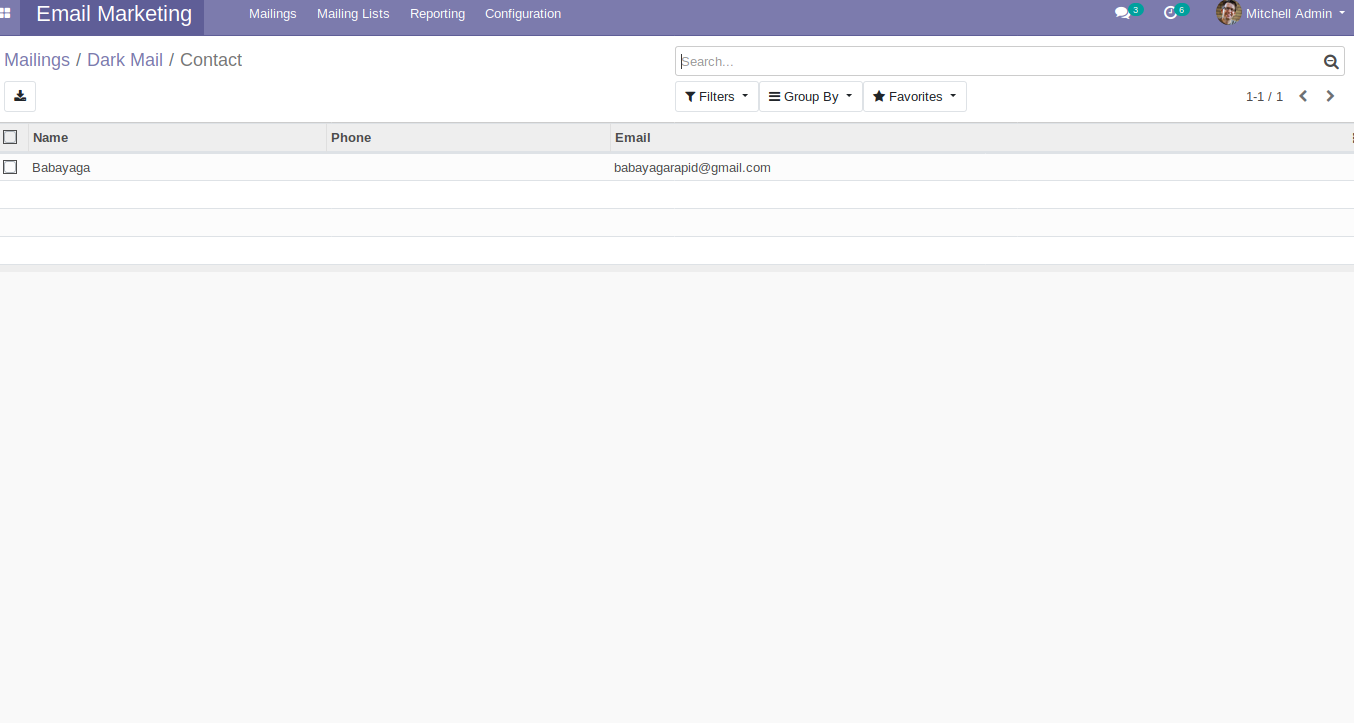 Email Marketing Mailings Mailing Lists Reporting Configuration 3 6 Mitchell Admin
Mailings / Dark Mail / Contact
Search...
Filters Group By Favorites 1-1 / 1
Name Phone Email
Babayaga babayagarapid@gmail.com